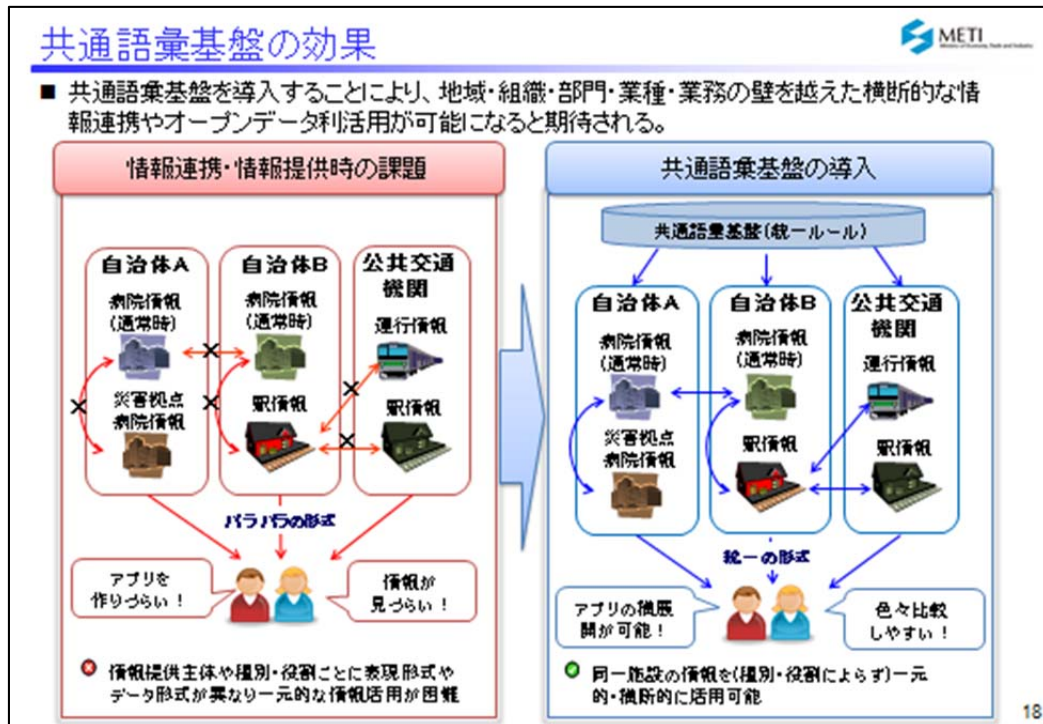 共通語彙基盤の効果
METI
Ministry of Economy, Trade and Industry
■ 共通語彙基盤を導入することにより、地域・組織・部門・業種・業務の壁を越えた横断的な情
報連携やオープンデータ利活用が可能になると期待される。
情報連携・情報提供時の課題
自治体A
自治体B
公共交通
機関
病院情報
(通常時)
病院情報
(通常時)
運行情報
災害拠点
病院情報
駅情報
駅情報
バラバラの形式
アプリを
作りづらい！
情報が
見づらい！
情報提供主体や種別・役割ごとに表現形式や
データ形式が異なり一元的な情報活用が困難
共通語彙基盤の導入
共通語彙基盤(統一ルール)
自治体A
自治体B
公共交通
機関
病院情報
(通常時)
病院情報
(通常時)
運行情報
災害拠点
病院情報
駅情報
駅情報
統一の形式
アプリの横展
開が可能！
色々比較
しやすい！
同一施設の情報を(種別・役割によらず)一元
的・横断的に活用可能
18